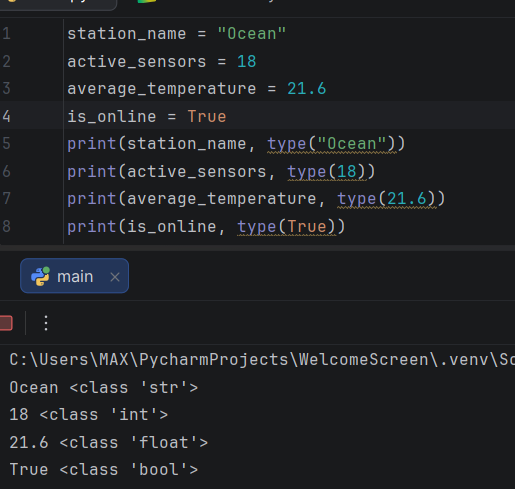 1 station_name = "Ocean"
2 active_sensors = 18
3 average_temperature = 21.6
4 is_online = True
5 print(station_name, type("Ocean"))
6 print(active_sensors, type(18))
7 print(average_temperature, type(21.6))
8 print(is_online, type(True))
main
C:\Users\MAX\PycharmProjects\WelcomeScreen\.venv\Sc
Ocean <class 'str'>
18 <class 'int'>
21.6 <class 'float'>
True <class 'bool'>